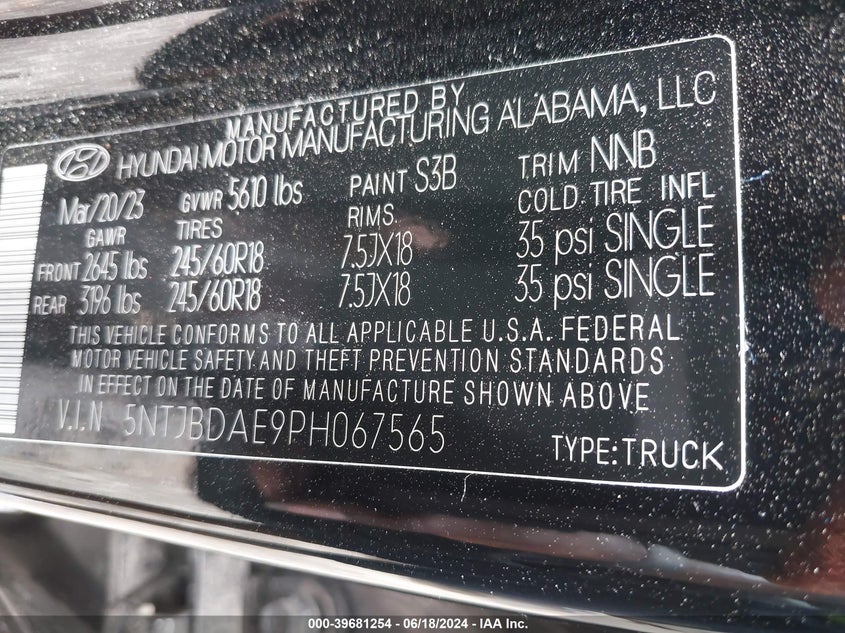 MANUFACTURED BY
HYUNDAI MOTOR MANUFACTURING ALABAMA, LLC
Mar/20/23 GVWR 5610 lbs PAINT S3B TRIM NNB
GAWR TIRES RIMS COLD TIRE INFL
FRONT 2645 lbs 245/60R18 7.5JX18 35 psi SINGLE
REAR 3196 lbs 245/60R18 7.5JX18 35 psi SINGLE
THIS VEHICLE CONFORMS TO ALL APPLICABLE U.S.A. FEDERAL
MOTOR VEHICLE SAFETY AND THEFT PREVENTION STANDARDS
IN EFFECT ON THE DATE OF MANUFACTURE SHOWN ABOVE
V.I.N 5NTJBDAE9PH067565
TYPE:TRUCK
000-39681254 / 06/18/2024 / IAA Inc.